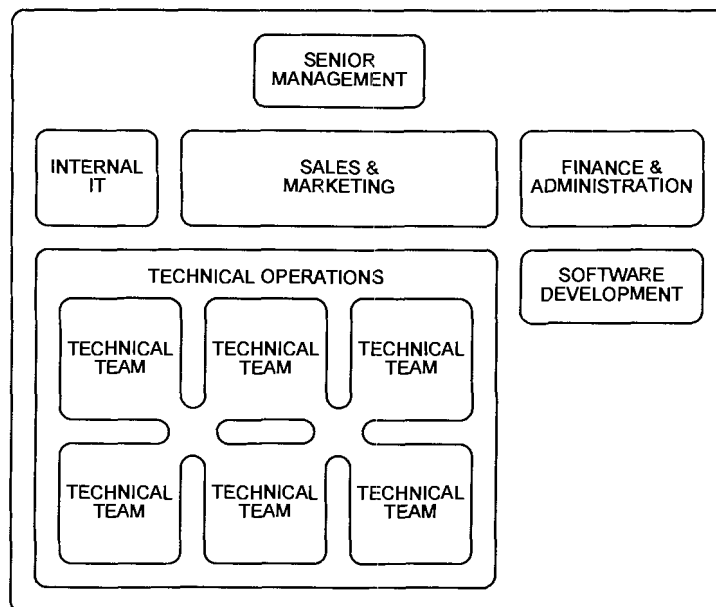 SENIOR
MANAGEMENT
INTERNAL
IT
SALES &
MARKETING
FINANCE &
ADMINISTRATION
TECHNICAL OPERATIONS
SOFTWARE
DEVELOPMENT
TECHNICAL
TEAM
TECHNICAL
TEAM
TECHNICAL
TEAM
TECHNICAL
TEAM
TECHNICAL
TEAM
TECHNICAL
TEAM